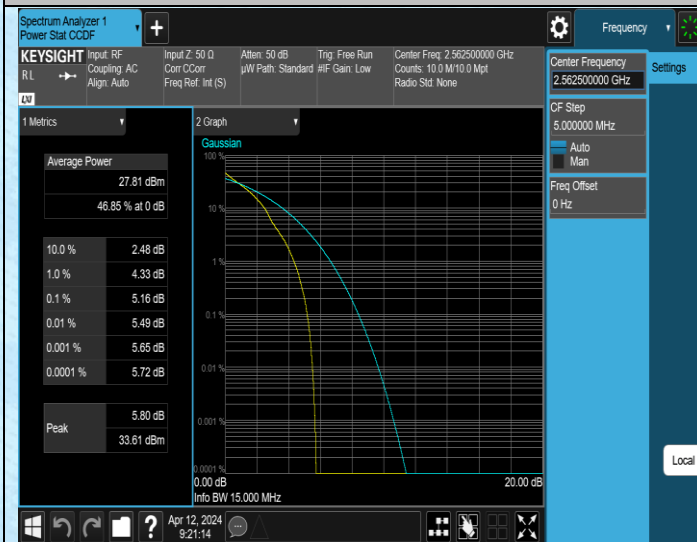 Spectrum Analyzer 1
Power Stat CCDF
Frequency
KEYSIGHT
RL
LXI
Input: RF
Coupling: AC
Align: Auto
Input Z: 50 Ω
Corr CCorr
Freq Ref: Int (S)
Atten: 50 dB
µW Path: Standard
Trig: Free Run
#IF Gain: Low
Center Freq: 2.562500000 GHz
Counts: 10.0 M/10.0 Mpt
Radio Std: None
Center Frequency
2.562500000 GHz
Settings
CF Step
5.000000 MHz
Auto
Man
Freq Offset
0 Hz
1 Metrics
Average Power
27.81 dBm
46.85 % at 0 dB
10.0 % 2.48 dB
1.0 % 4.33 dB
0.1 % 5.16 dB
0.01 % 5.49 dB
0.001 % 5.65 dB
0.0001 % 5.72 dB
Peak
5.80 dB
33.61 dBm
2 Graph
Gaussian
100 %
10 %
1 %
0.1 %
0.01 %
0.001 %
0.0001 %
0.00 dB
20.00 dB
Info BW 15.000 MHz
Local
Apr 12, 2024
9:21:14